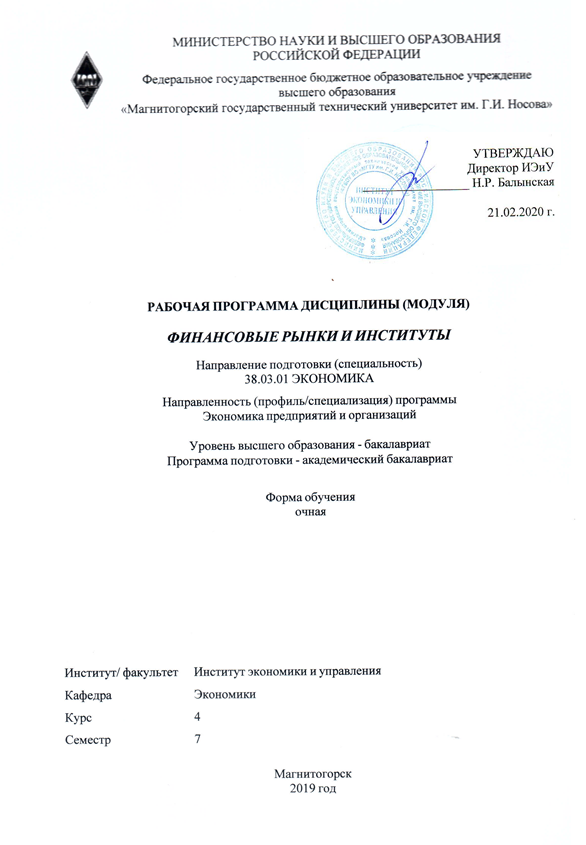 МИНИСТЕРСТВО НАУКИ И ВЫСШЕГО ОБРАЗОВАНИЯ
РОССИЙСКОЙ ФЕДЕРАЦИИ
Федеральное государственное бюджетное образовательное учреждение
высшего образования
«Магнитогорский государственный технический университет им. Г.И. Носова»
УТВЕРЖДАЮ
Директор ИЭиУ
Н.Р. Балынская
21.02.2020 г.
ИНСТИТУТ
ЭКОНОМИКИ И
УПРАВЛЕНИЯ
РАБОЧАЯ ПРОГРАММА ДИСЦИПЛИНЫ (МОДУЛЯ)
ФИНАНСОВЫЕ РЫНКИ И ИНСТИТУТЫ
Направление подготовки (специальность)
38.03.01 ЭКОНОМИКА
Направленность (профиль/специализация) программы
Экономика предприятий и организаций
Уровень высшего образования - бакалавриат
Программа подготовки - академический бакалавриат
Форма обучения
очная
Институт/ факультет Институт экономики и управления
Кафедра Экономики
Курс 4
Семестр 7
Магнитогорск
2019 год